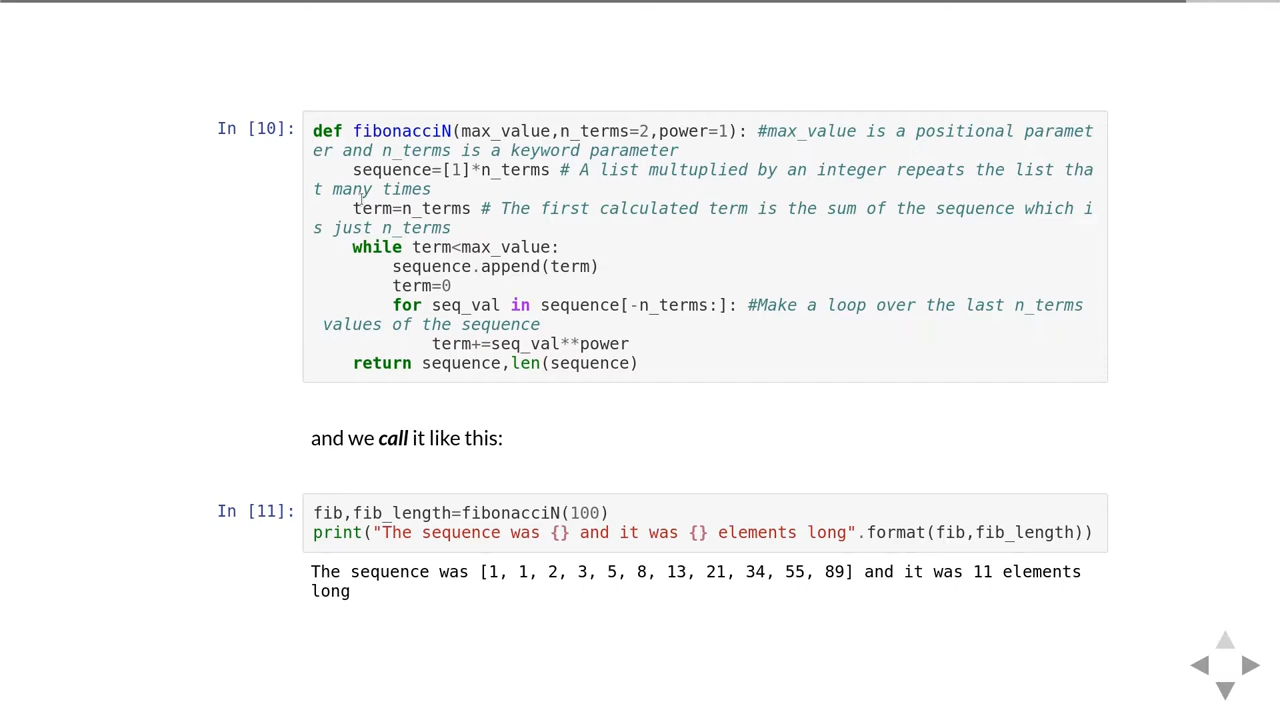 In [10]:
def fibonacciN(max_value,n_terms=2,power=1): #max_value is a positional paramet
er and n_terms is a keyword parameter
    sequence=[1]*n_terms # A list multuplied by an integer repeats the list tha
t many times
    term=n_terms # The first calculated term is the sum of the sequence which i
s just n_terms
    while term<max_value:
        sequence.append(term)
        term=0
        for seq_val in sequence[-n_terms:]: #Make a loop over the last n_terms
 values of the sequence
            term+=seq_val**power
    return sequence,len(sequence)
and we call it like this:
In [11]:
fib,fib_length=fibonacciN(100)
print("The sequence was {} and it was {} elements long".format(fib,fib_length))
The sequence was [1, 1, 2, 3, 5, 8, 13, 21, 34, 55, 89] and it was 11 elements
long